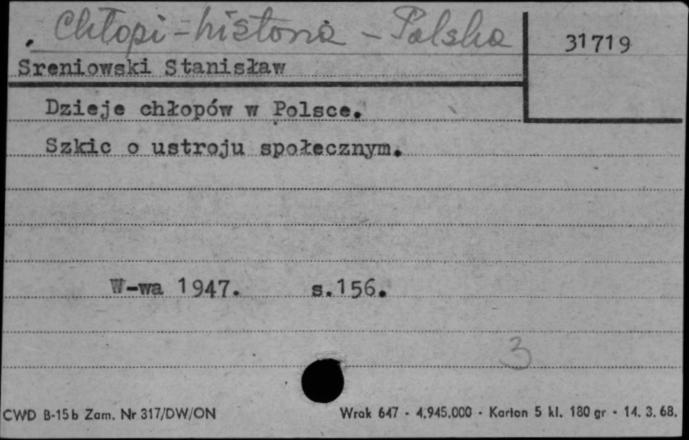 Chłopi - historia - Polska
31719
Sreniowski Stanisław
Dzieje chłopów w Polsce.
Szkic o ustroju społecznym.
W-wa 1947. s.156.
3
CWD B-15b Zam. Nr 317/DW/ON Wrak 647 - 4.945.000 - Karton 5 kl. 180 gr - 14. 3. 68.